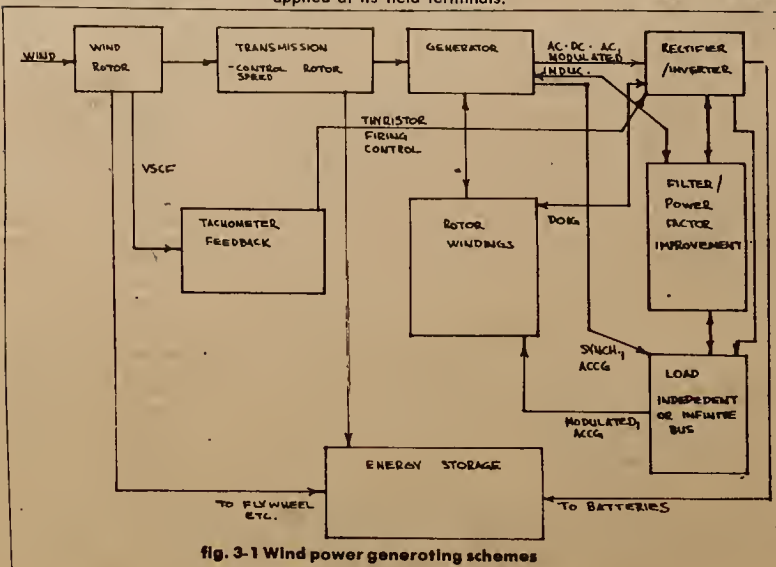 applied at its field terminals.
WIND
WIND
ROTOR
TRANSMISSION
-CONTROL ROTOR
SPEED
GENERATOR
AC-DC-AC,
MODULATED
INDUC.
RECTIFIER
/INVERTER
THYRISTOR
FIRING
CONTROL
VSCF
TACHOMETER
FEEDBACK
ROTOR
WINDINGS
DOIG
FILTER/
POWER
FACTOR
IMPROVEMENT
SYNCH,
ACCG
LOAD
INDEPEDENT
OR INFINITE
BUS
MODULATED,
ACCG
ENERGY STORAGE
TO FLYWHEEL
ETC.
TO BATTERIES
fig. 3-1 Wind power generating schemes